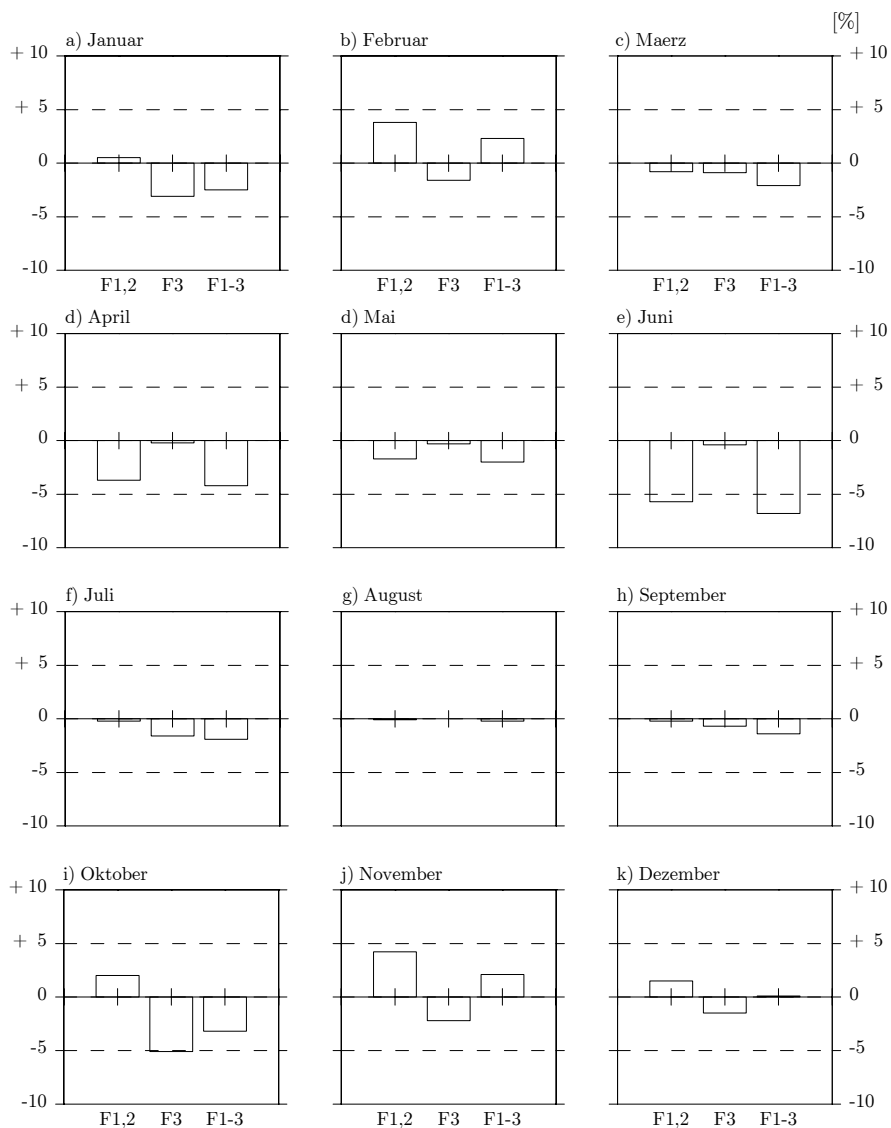 [%]
a) Januar b) Februar c) Maerz
+ 10 + 10
+ 5 + 5
0 0
-5 -5
-10 -10
F1,2 F3 F1-3 F1,2 F3 F1-3 F1,2 F3 F1-3
d) April d) Mai e) Juni
+ 10 + 10
+ 5 + 5
0 0
-5 -5
-10 -10
f) Juli g) August h) September
+ 10 + 10
+ 5 + 5
0 0
-5 -5
-10 -10
i) Oktober j) November k) Dezember
+ 10 + 10
+ 5 + 5
0 0
-5 -5
-10 -10
F1,2 F3 F1-3 F1,2 F3 F1-3 F1,2 F3 F1-3